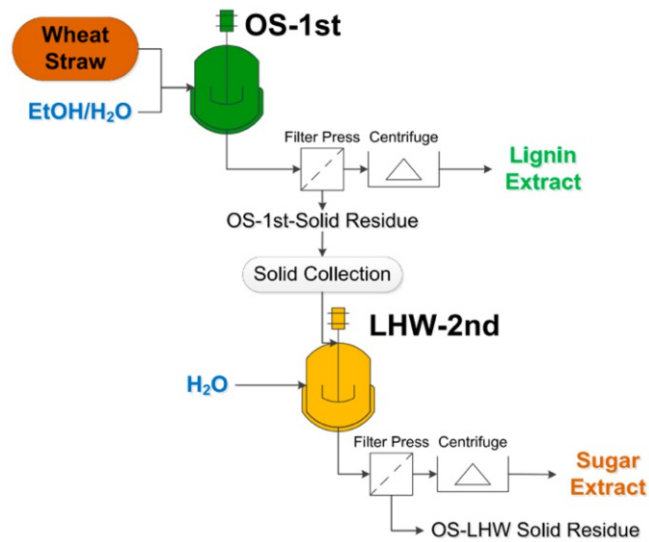 OS-1st
Wheat
Straw
EtOH/H₂O
Filter Press
Centrifuge
Lignin
Extract
OS-1st-Solid Residue
Solid Collection
LHW-2nd
H₂O
Filter Press
Centrifuge
Sugar
Extract
OS-LHW Solid Residue